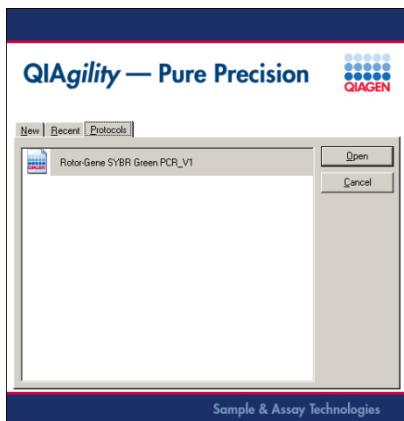 QIAgility — Pure Precision
QIAGEN
New Recent Protocols
Rotor-Gene SYBR Green PCR_V1
Open
Cancel
Sample & Assay Technologies